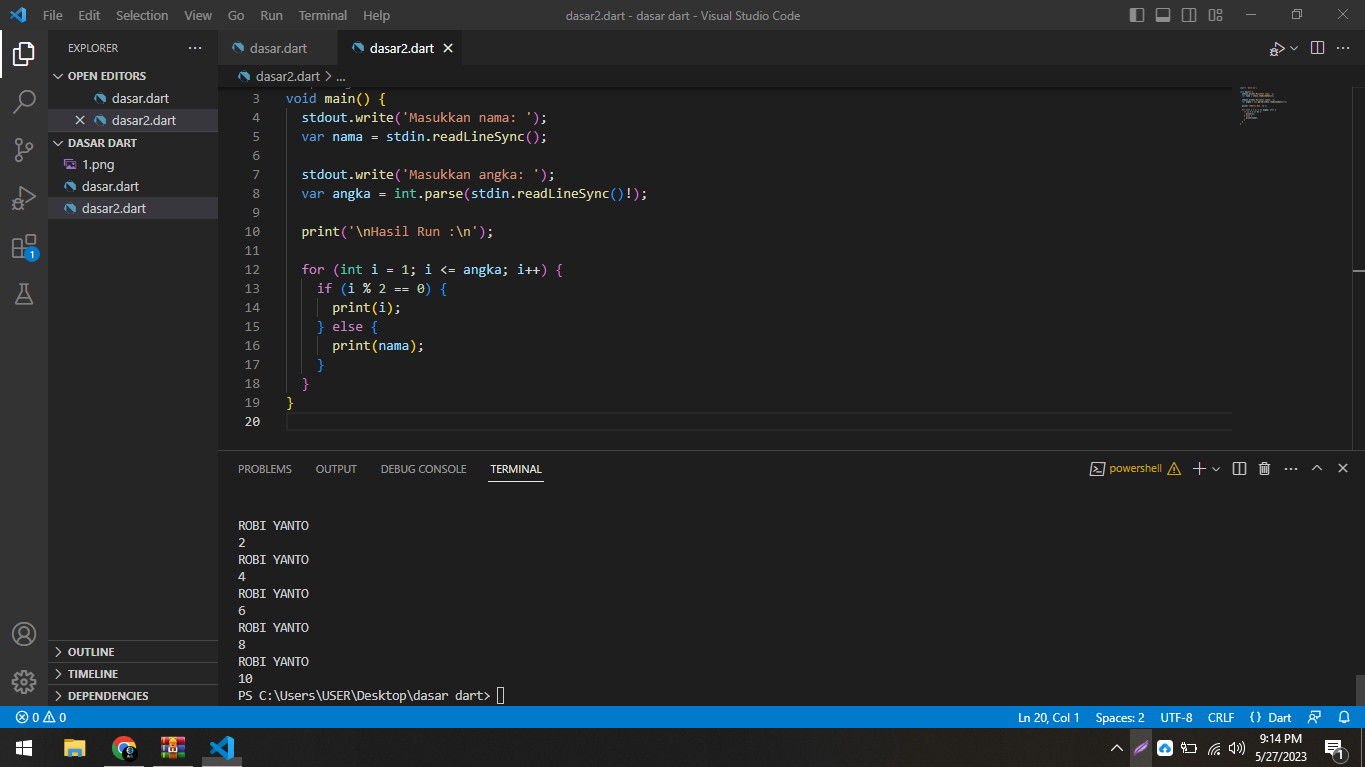 File Edit Selection View Go Run Terminal Help dasar2.dart - dasar dart - Visual Studio Code
EXPLORER
OPEN EDITORS
dasar.dart
dasar2.dart
DASAR DART
1.png
dasar.dart
dasar2.dart
OUTLINE
TIMELINE
DEPENDENCIES
1
dasar.dart dasar2.dart
dasar2.dart > ...
3 void main() {
4 stdout.write('Masukkan nama: ');
5 var nama = stdin.readLineSync();
6
7 stdout.write('Masukkan angka: ');
8 var angka = int.parse(stdin.readLineSync()!);
9
10 print('\nHasil Run :\n');
11
12 for (int i = 1; i <= angka; i++) {
13 if (i % 2 == 0) {
14 print(i);
15 } else {
16 print(nama);
17 }
18 }
19 }
20
PROBLEMS OUTPUT DEBUG CONSOLE TERMINAL
powershell
ROBI YANTO
2
ROBI YANTO
4
ROBI YANTO
6
ROBI YANTO
8
ROBI YANTO
10
PS C:\Users\USER\Desktop\dasar dart>
0 0 Ln 20, Col 1 Spaces: 2 UTF-8 CRLF {} Dart
9:14 PM
5/27/2023
1